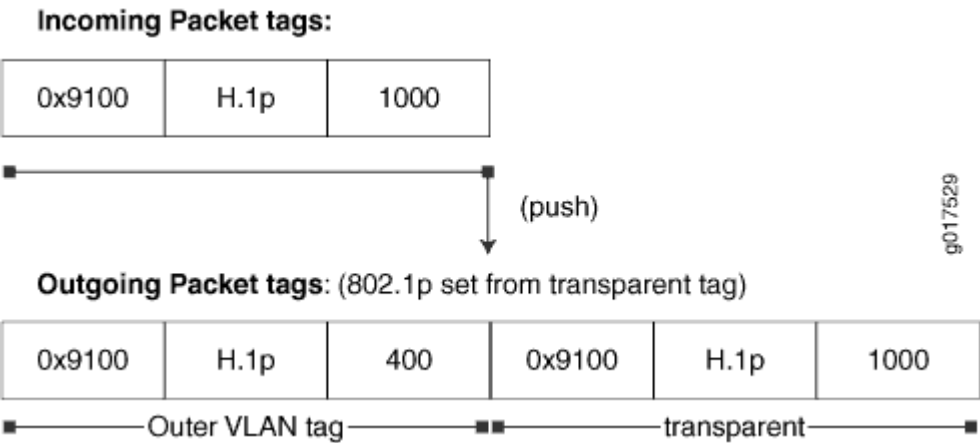 Incoming Packet tags:
0x9100 H.1p 1000
(push)
g017529
Outgoing Packet tags: (802.1p set from transparent tag)
0x9100 H.1p 400 0x9100 H.1p 1000
Outer VLAN tag transparent